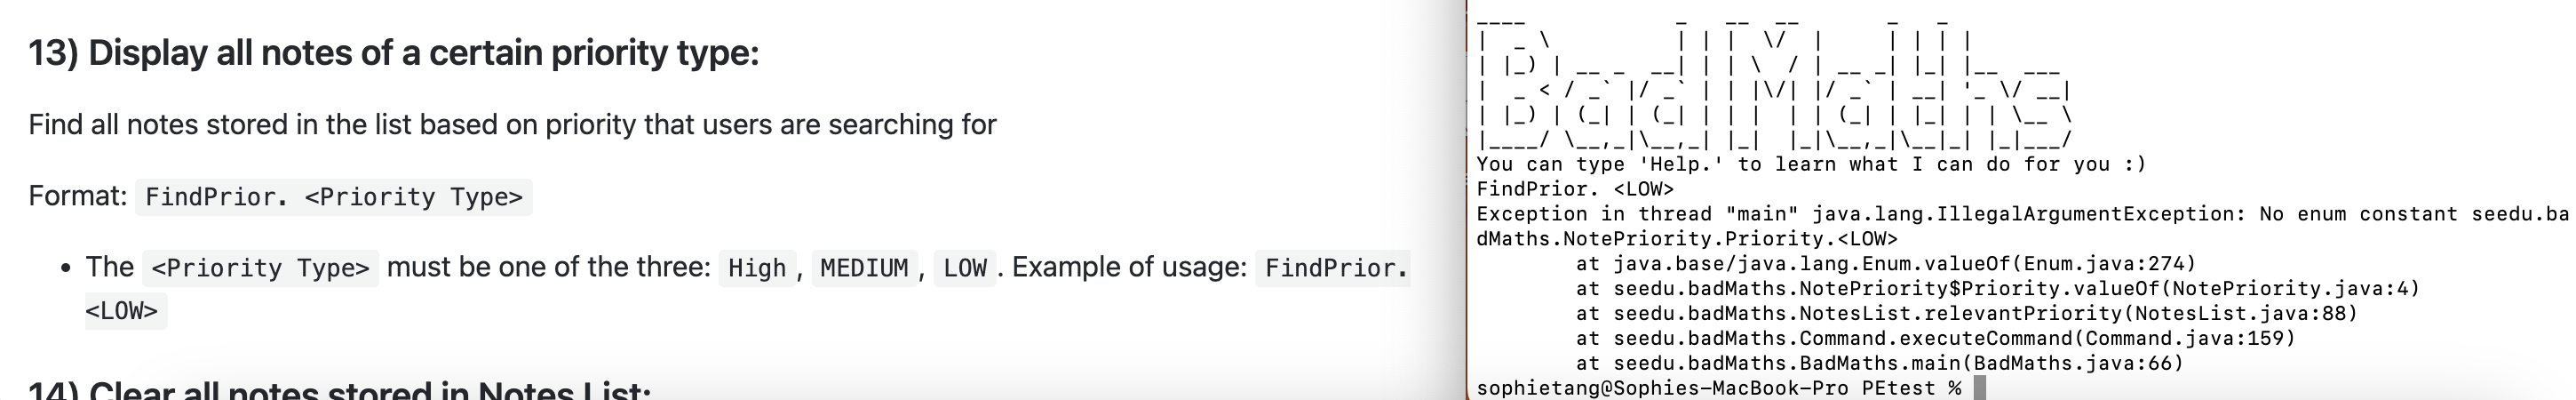 13) Display all notes of a certain priority type:
Find all notes stored in the list based on priority that users are searching for
Format: FindPrior. <Priority Type>
• The <Priority Type> must be one of the three: High, MEDIUM, LOW. Example of usage: FindPrior.
<LOW>
14) Clear all notes stored in Notes List:
BadMaths
You can type 'Help.' to learn what I can do for you :)
FindPrior. <LOW>
Exception in thread "main" java.lang.IllegalArgumentException: No enum constant seedu.ba
dMaths.NotePriority.Priority.<LOW>
at java.base/java.lang.Enum.valueOf(Enum.java:274)
at seedu.badMaths.NotePriority$Priority.valueOf(NotePriority.java:4)
at seedu.badMaths.NotesList.relevantPriority(NotesList.java:88)
at seedu.badMaths.Command.executeCommand(Command.java:159)
at seedu.badMaths.BadMaths.main(BadMaths.java:66)
sophietang@Sophies-MacBook-Pro PEtest %